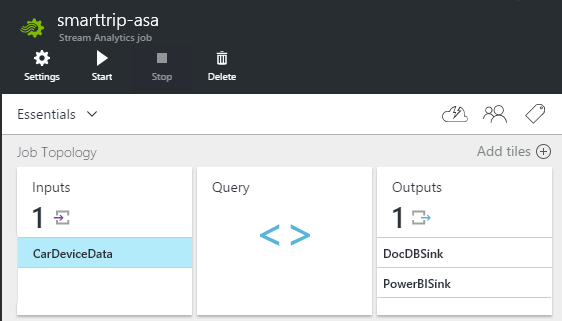 smarttrip-asa
Stream Analytics job
Settings Start Stop Delete
Essentials
Job Topology Add tiles
Inputs Query Outputs
1 < > 1
CarDeviceData
DocDBSink
PowerBISink